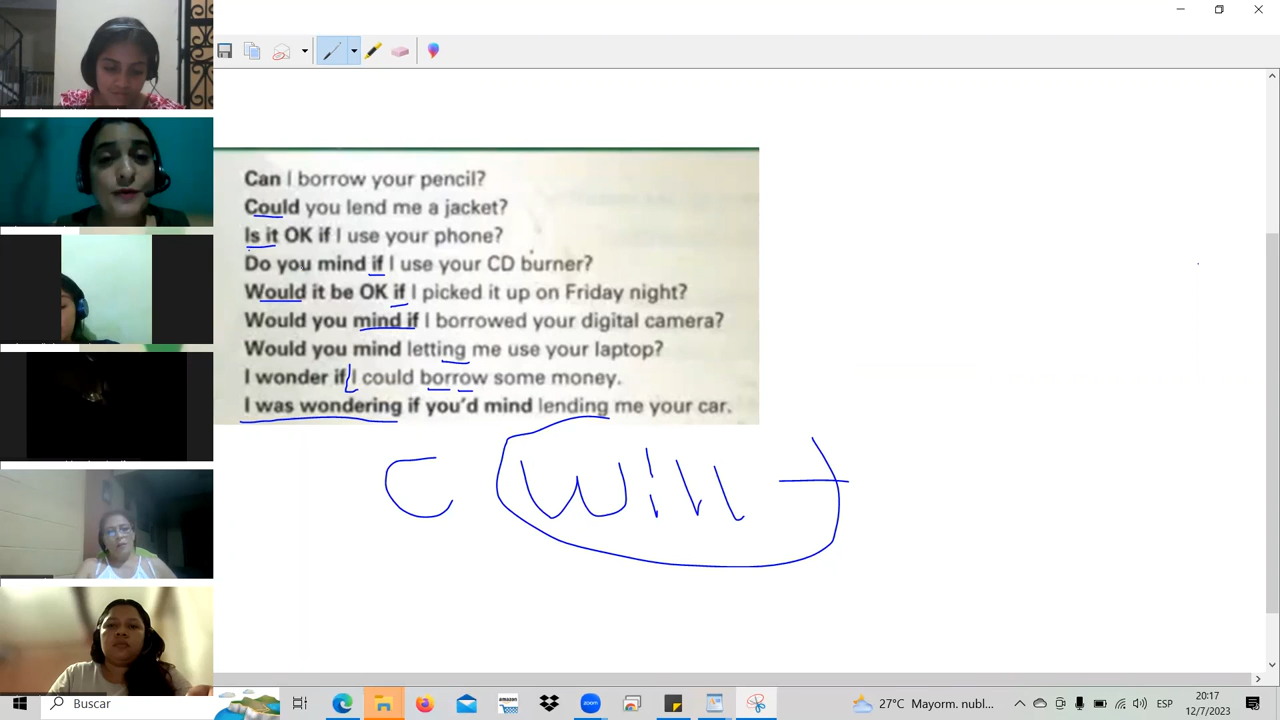 Can I borrow your pencil?
Could you lend me a jacket?
Is it OK if I use your phone?
Do you mind if I use your CD burner?
Would it be OK if I picked it up on Friday night?
Would you mind if I borrowed your digital camera?
Would you mind letting me use your laptop?
I wonder if I could borrow some money.
I was wondering if you'd mind lending me your car.
C Will
amazon
zoom
Buscar
27°C Mayorm. nubl...
ESP
20:17
12/7/2023